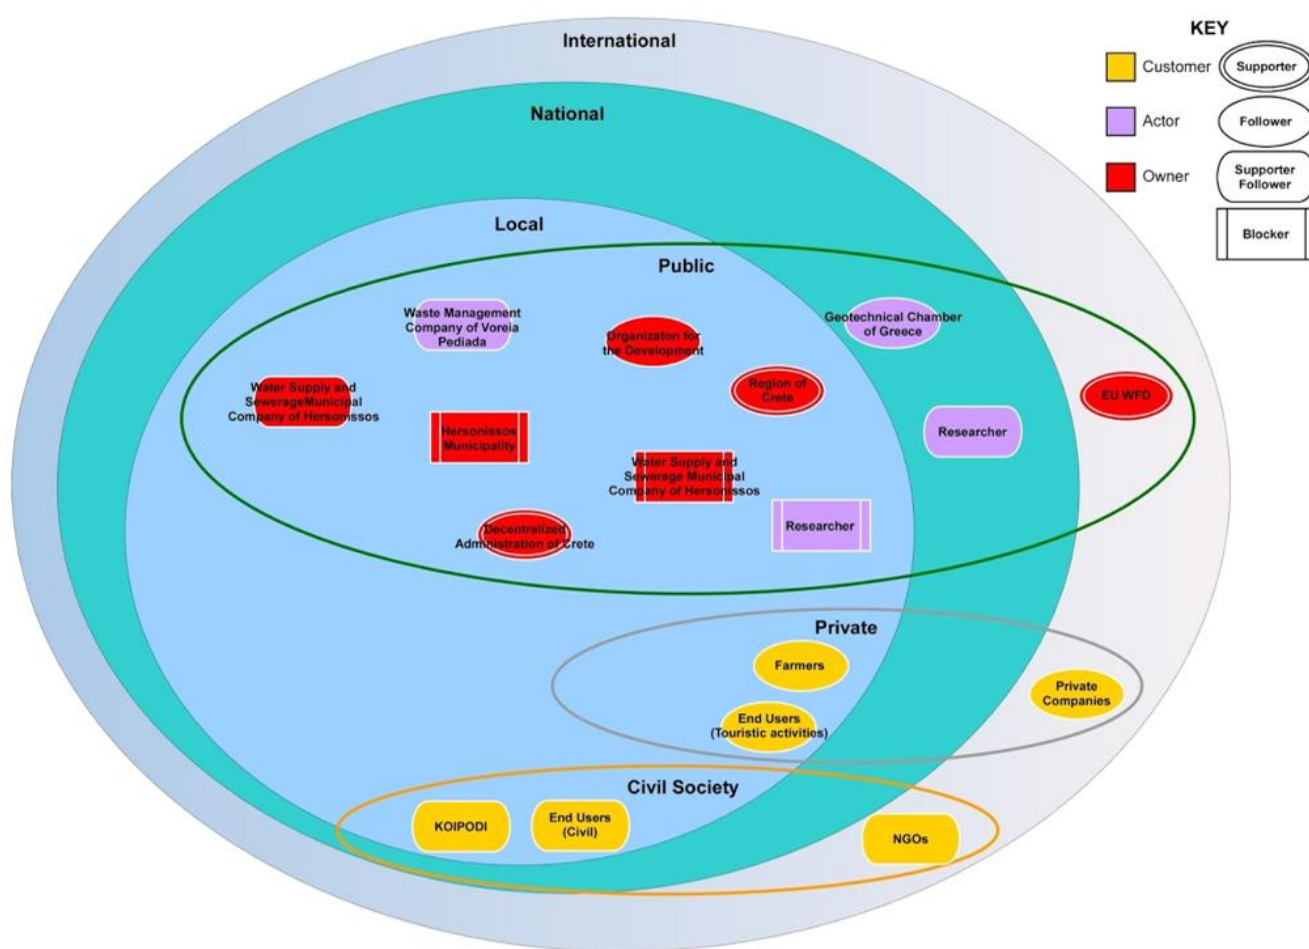 International
National
Local
Public
Waste Management
Company of Voreia
Pediada
Organizaton for
the Development
Geotechnical Chamber
of Greece
Water Supply and
SewerageMunicipal
Company of Hersonissos
Region of
Crete
EU WFD
Hersonissos
Municipality
Researcher
Water Supply and
Sewerage Municipal
Company of Hersonissos
Decentralized
Administration of Crete
Researcher
Private
Farmers
Private
Companies
End Users
(Touristic activities)
Civil Society
KOIPODI
End Users
(Civil)
NGOs
KEY
Customer
Supporter
Actor
Follower
Owner
Supporter
Follower
Blocker